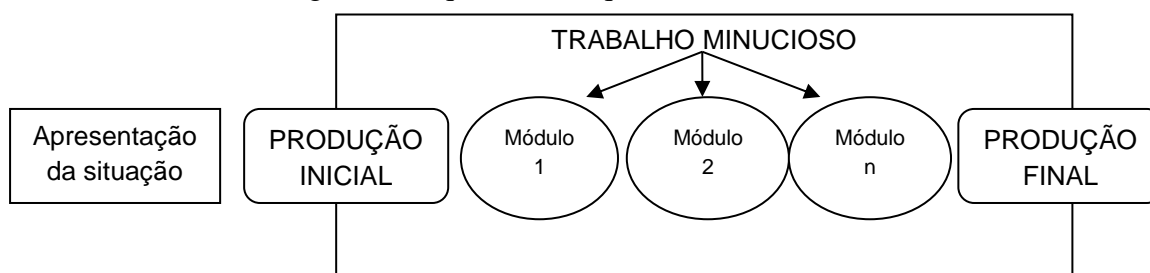 TRABALHO MINUCIOSO
Apresentação
da situação
PRODUÇÃO
INICIAL
Módulo
1
Módulo
2
Módulo
n
PRODUÇÃO
FINAL